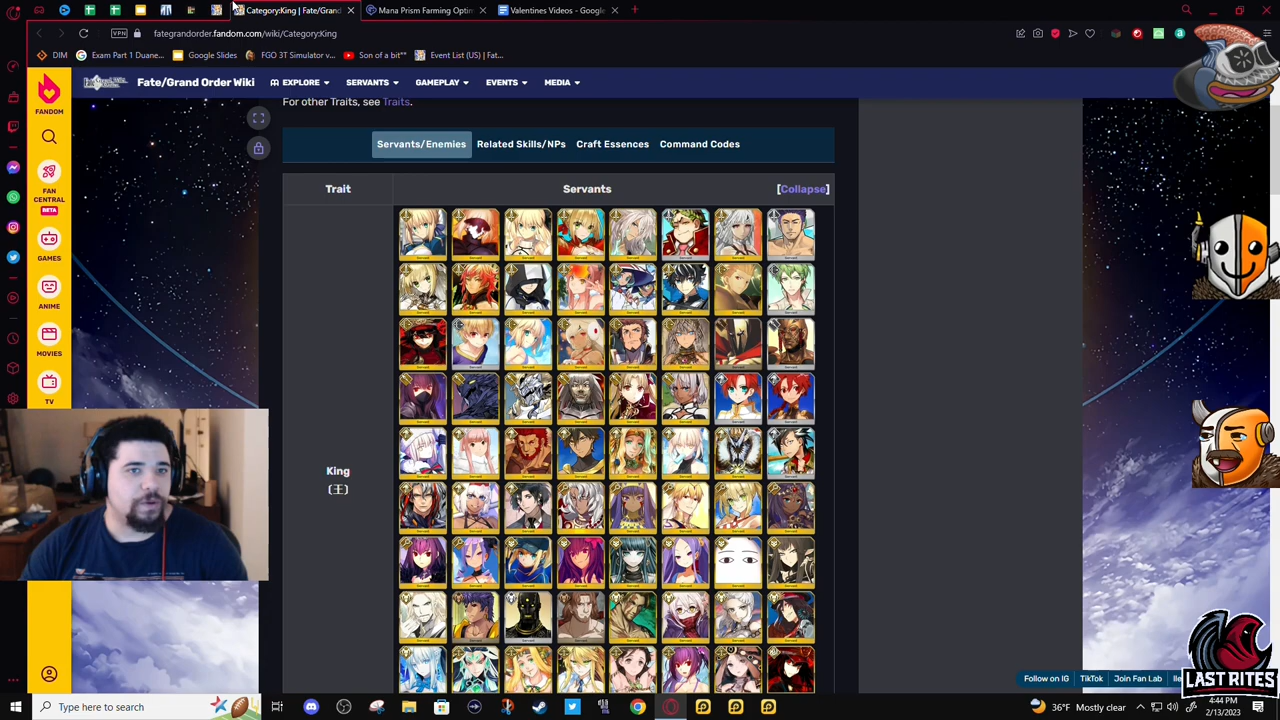 Category:King | Fate/Grand
Mana Prism Farming Optim
Valentines Videos - Google
VPN
fategrandorder.fandom.com/wiki/Category:King
DIM
Exam Part 1 Duane...
Google Slides
FGO 3T Simulator v...
Son of a bit**
Event List (US) | Fat...
FANDOM
FAN CENTRAL
BETA
GAMES
ANIME
MOVIES
TV
Fate/Grand Order Wiki
EXPLORE
SERVANTS
GAMEPLAY
EVENTS
MEDIA
For other Traits, see Traits.
Servants/Enemies
Related Skills/NPs
Craft Essences
Command Codes
Trait
Servants
[Collapse]
King
(王)
Follow on IG
TikTok
Join Fan Lab
LAST RITES
Type here to search
36°F Mostly clear
4:44 PM
2/13/2023